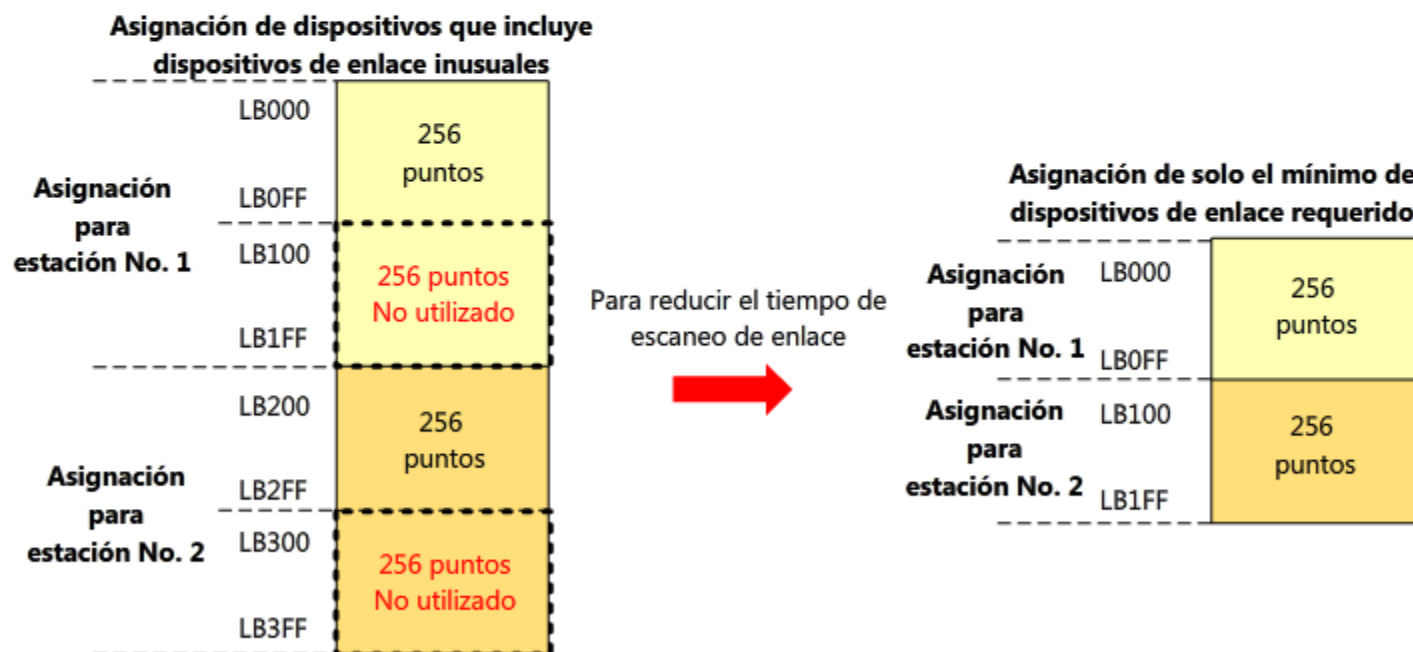 Asignación de dispositivos que incluye
dispositivos de enlace inusuales
LB000
256
puntos
LB0FF
Asignación
para
estación No. 1
LB100
256 puntos
No utilizado
LB1FF
LB200
256
puntos
LB2FF
Asignación
para
estación No. 2
LB300
256 puntos
No utilizado
LB3FF
Para reducir el tiempo de
escaneo de enlace
Asignación de solo el mínimo de
dispositivos de enlace requerido
Asignación
para
estación No. 1
LB000
256
puntos
LB0FF
Asignación
para
estación No. 2
LB100
256
puntos
LB1FF